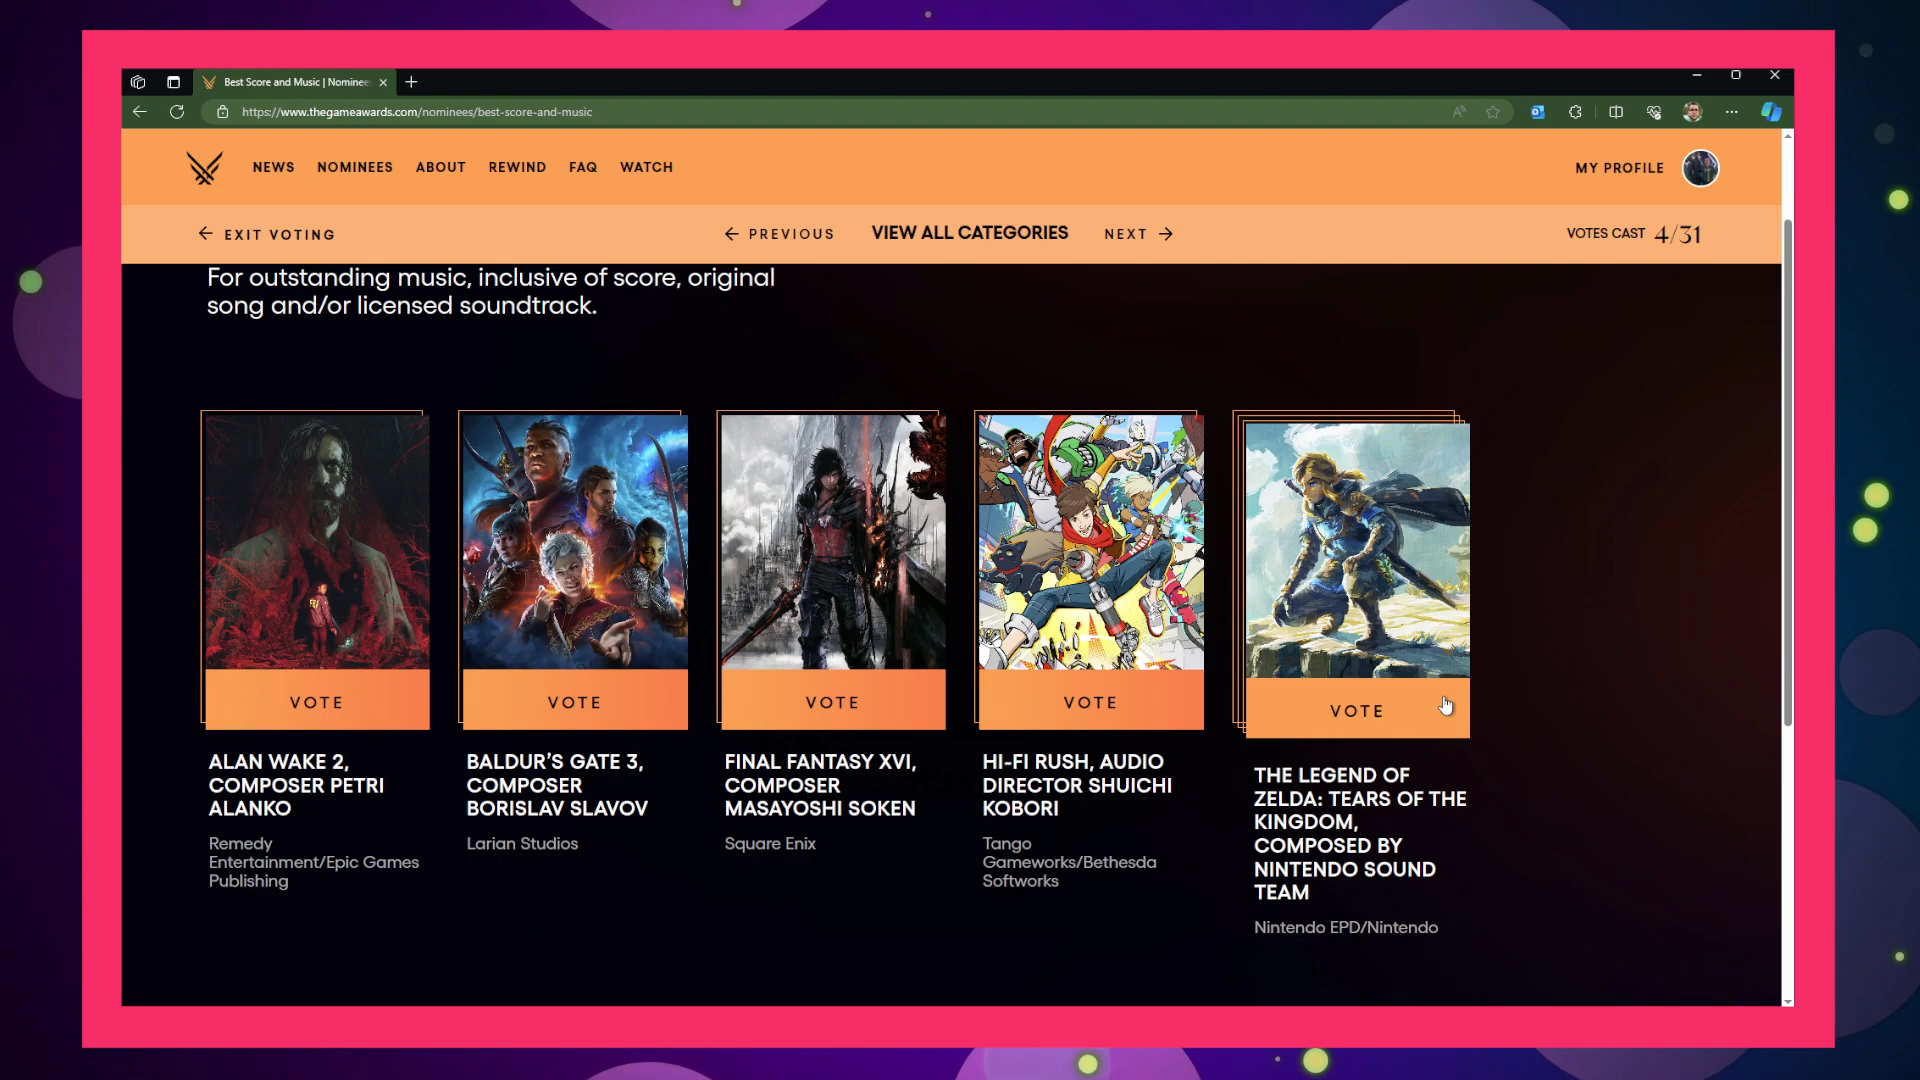 Best Score and Music | Nominee
https://www.thegameawards.com/nominees/best-score-and-music
NEWS NOMINEES ABOUT REWIND FAQ WATCH MY PROFILE
EXIT VOTING PREVIOUS VIEW ALL CATEGORIES NEXT VOTES CAST 4/31
For outstanding music, inclusive of score, original
song and/or licensed soundtrack.
VOTE
ALAN WAKE 2,
COMPOSER PETRI
ALANKO
Remedy
Entertainment/Epic Games
Publishing
VOTE
BALDUR'S GATE 3,
COMPOSER
BORISLAV SLAVOV
Larian Studios
VOTE
FINAL FANTASY XVI,
COMPOSER
MASAYOSHI SOKEN
Square Enix
VOTE
HI-FI RUSH, AUDIO
DIRECTOR SHUICHI
KOBORI
Tango
Gameworks/Bethesda
Softworks
VOTE
THE LEGEND OF
ZELDA: TEARS OF THE
KINGDOM,
COMPOSED BY
NINTENDO SOUND
TEAM
Nintendo EPD/Nintendo